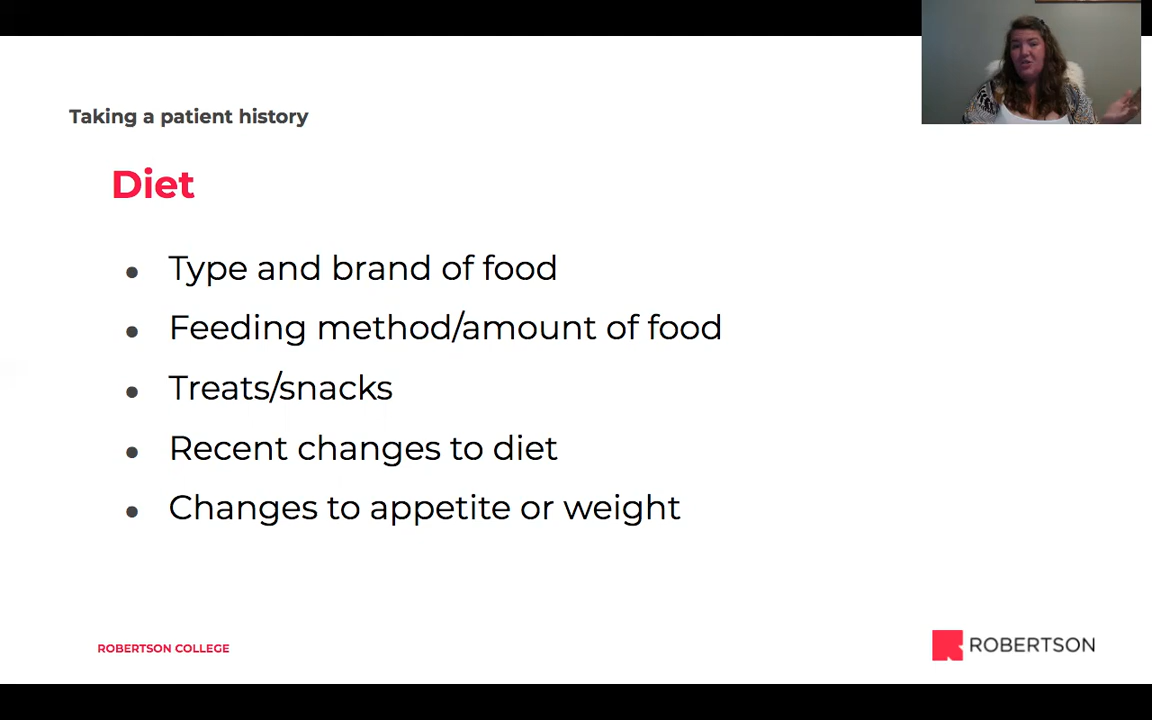 Taking a patient history
Diet
● Type and brand of food
● Feeding method/amount of food
● Treats/snacks
● Recent changes to diet
● Changes to appetite or weight
ROBERTSON COLLEGE
ROBERTSON